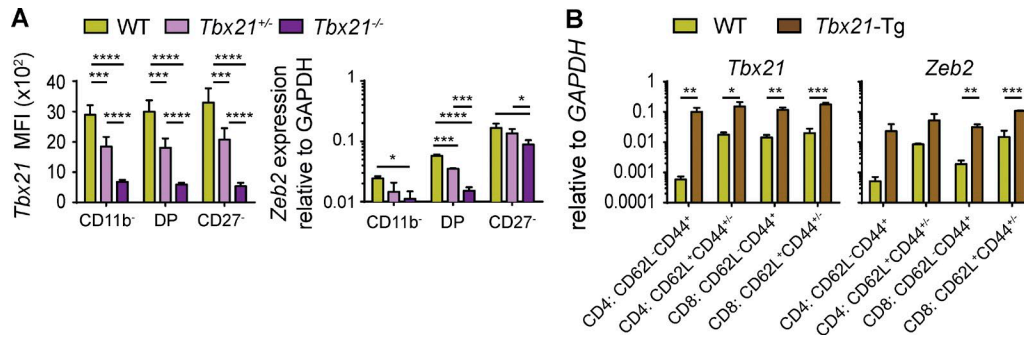 A
WT Tbx21+/- Tbx21-/-
Tbx21 MFI (x10²)
40
30
20
10
0
**** **** ****
*** *** ***
**** **** ****
CD11b- DP CD27-
Zeb2 expression
relative to GAPDH
1
0.1
0.01
*
***
****
***
*
CD11b- DP CD27-
B
WT Tbx21-Tg
relative to GAPDH
Tbx21
1
0.1
0.01
0.001
0.0001
** * ** ***
CD4: CD62L-CD44+
CD4: CD62L+CD44+/-
CD8: CD62L-CD44+
CD8: CD62L+CD44+/-
Zeb2
** ***
CD4: CD62L-CD44+
CD4: CD62L+CD44+/-
CD8: CD62L-CD44+
CD8: CD62L+CD44+/-